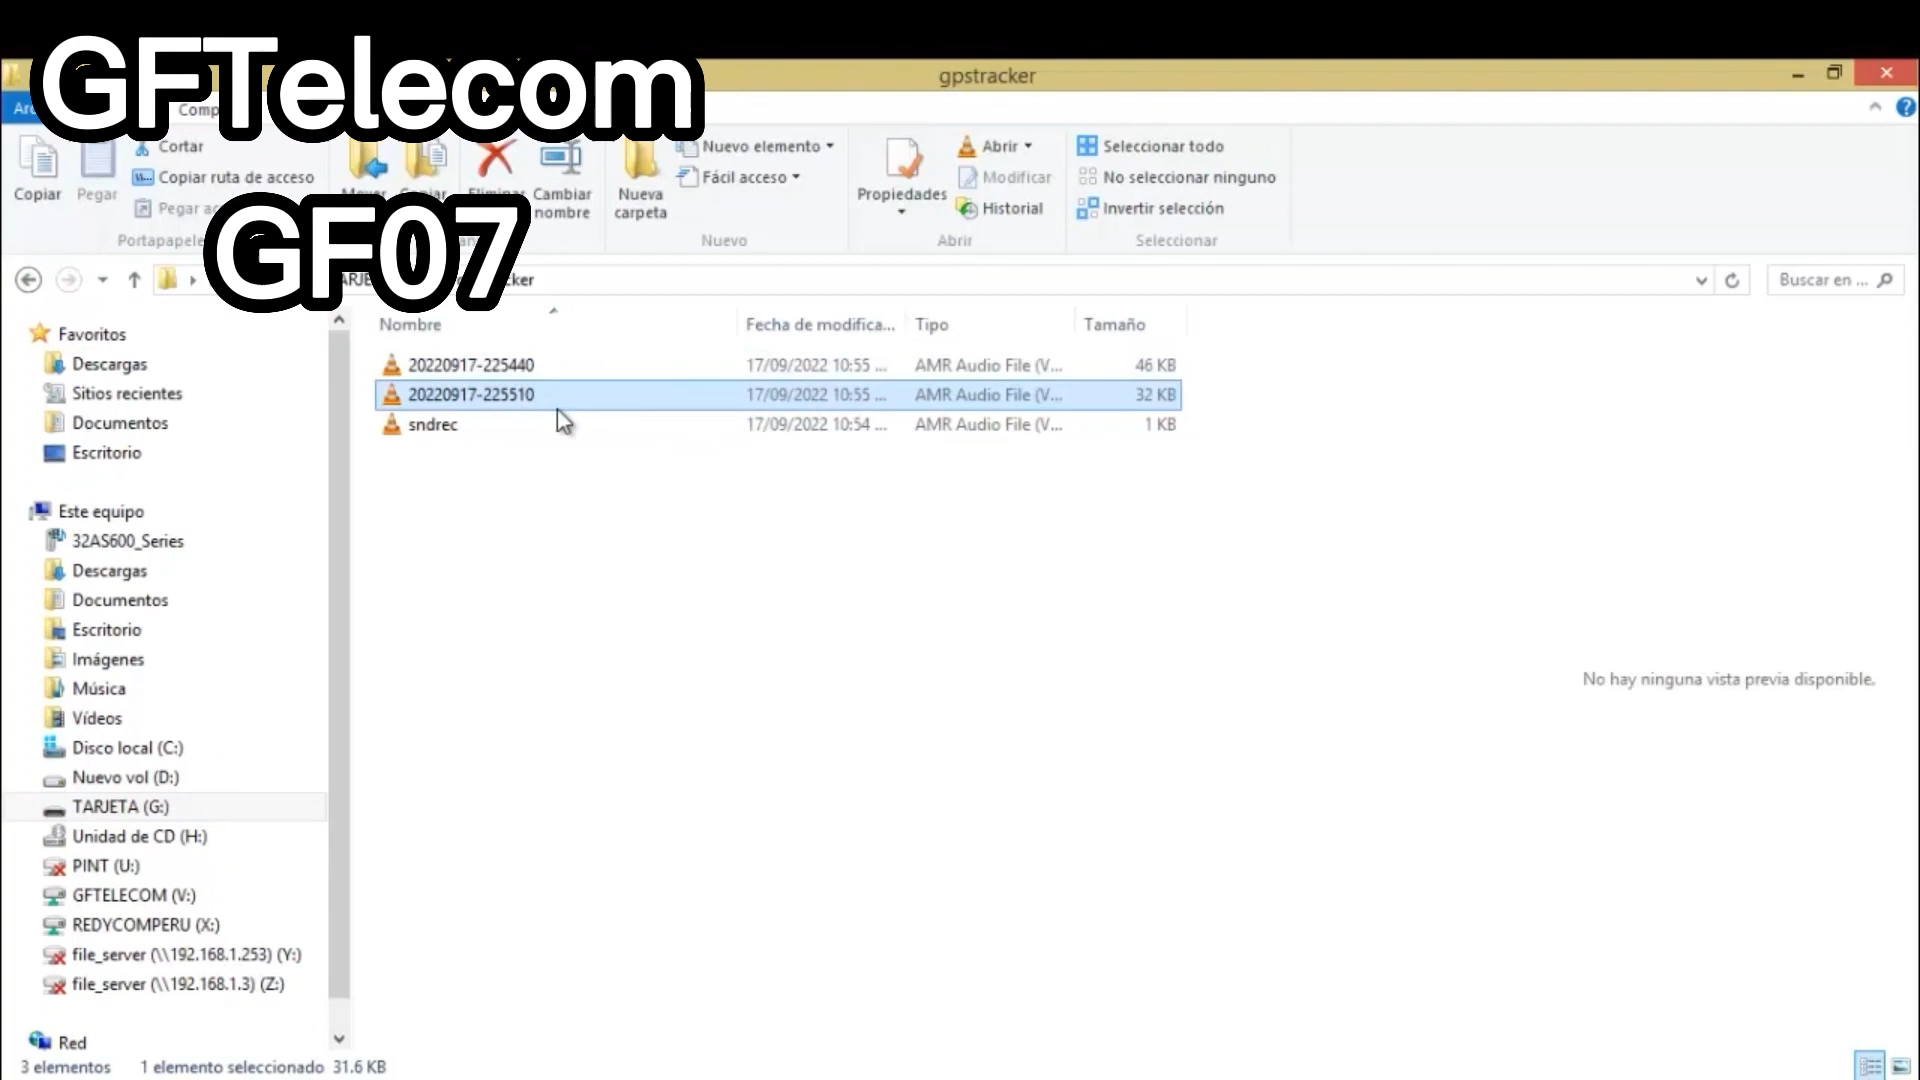 GFTelecom
GF07
gpstracker
Copiar
Pegar
Cortar
Copiar ruta de acceso
Cambiar
nombre
Nueva
carpeta
Nuevo elemento
Fácil acceso
Propiedades
Abrir
Modificar
Historial
Seleccionar todo
No seleccionar ninguno
Invertir selección
Nuevo
Abrir
Seleccionar
Buscar en ...
Nombre
Fecha de modifica...
Tipo
Tamaño
20220917-225440
17/09/2022 10:55 ...
AMR Audio File (V...
46 KB
20220917-225510
17/09/2022 10:55 ...
AMR Audio File (V...
32 KB
sndrec
17/09/2022 10:54 ...
AMR Audio File (V...
1 KB
Favoritos
Descargas
Sitios recientes
Documentos
Escritorio
Este equipo
32AS600_Series
Descargas
Documentos
Escritorio
Imágenes
Música
Vídeos
Disco local (C:)
Nuevo vol (D:)
TARJETA (G:)
Unidad de CD (H:)
PINT (U:)
GFTELECOM (V:)
REDYCOMPERU (X:)
file_server (\\192.168.1.253) (Y:)
file_server (\\192.168.1.3) (Z:)
Red
No hay ninguna vista previa disponible.
3 elementos 1 elemento seleccionado 31.6 KB